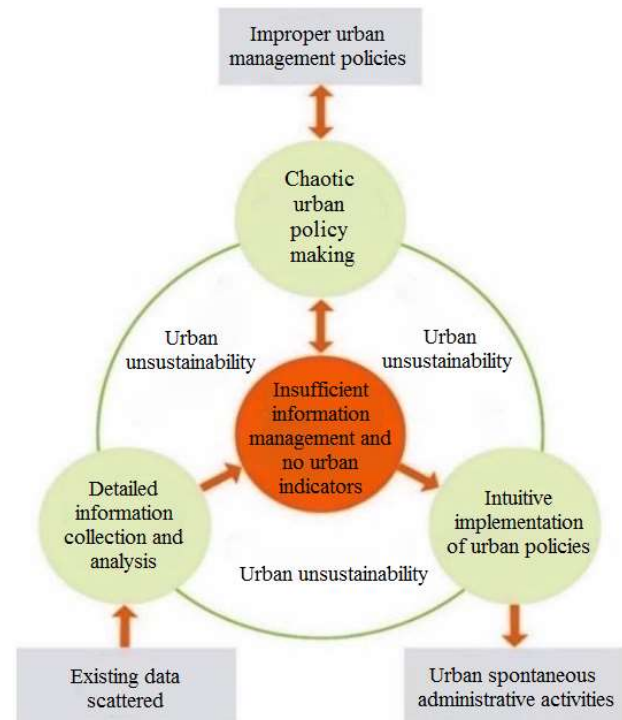 Improper urban
management policies
Chaotic
urban
policy
making
Urban
unsustainability
Urban
unsustainability
Insufficient
information
management and
no urban
indicators
Detailed
information
collection and
analysis
Intuitive
implementation
of urban policies
Urban unsustainability
Existing data
scattered
Urban spontaneous
administrative activities